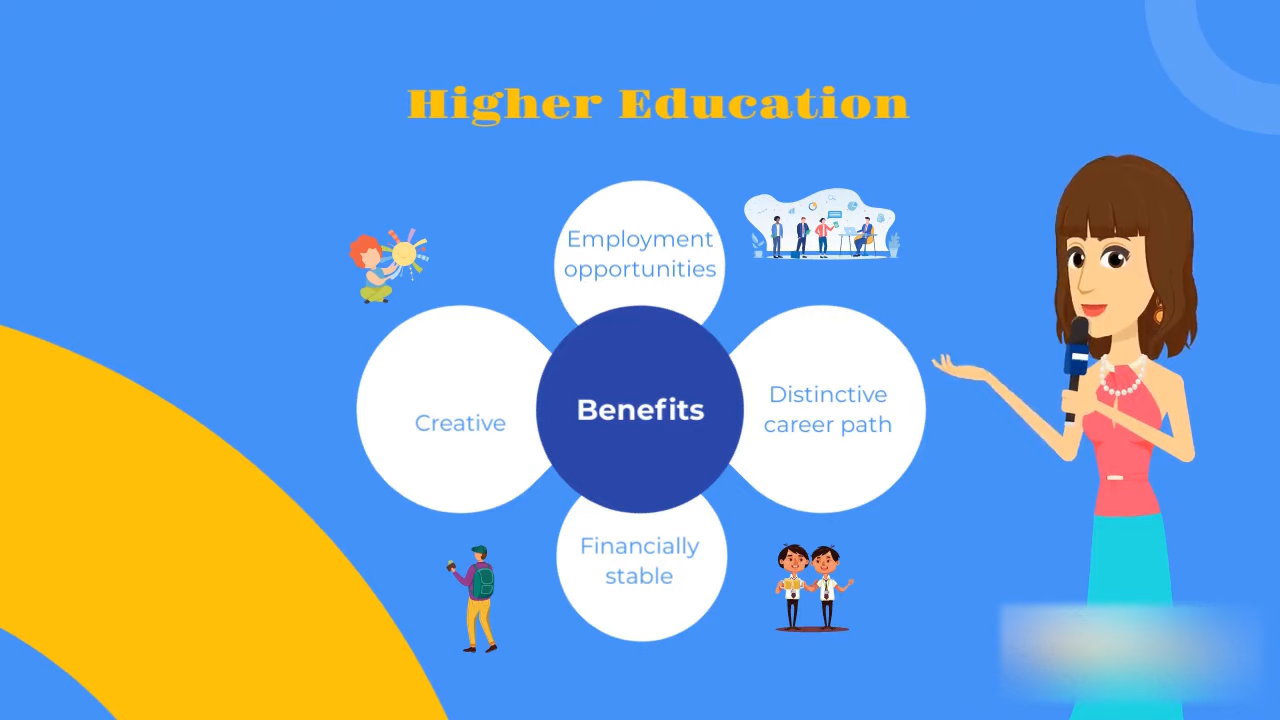 Higher Education
Employment
opportunities
Creative
Benefits
Distinctive
career path
Financially
stable